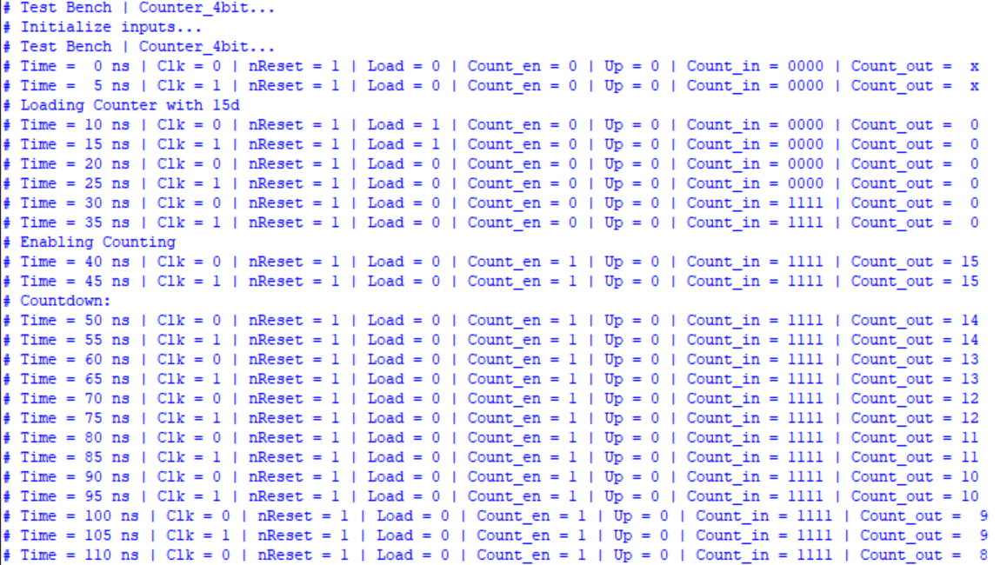 # Test Bench | Counter_4bit...
# Initialize inputs...
# Test Bench | Counter_4bit...
# Time =   0 ns | Clk = 0 | nReset = 1 | Load = 0 | Count_en = 0 | Up = 0 | Count_in = 0000 | Count_out =  x
# Time =   5 ns | Clk = 1 | nReset = 1 | Load = 0 | Count_en = 0 | Up = 0 | Count_in = 0000 | Count_out =  x
# Loading Counter with 15d
# Time = 10 ns | Clk = 0 | nReset = 1 | Load = 1 | Count_en = 0 | Up = 0 | Count_in = 0000 | Count_out =  0
# Time = 15 ns | Clk = 1 | nReset = 1 | Load = 1 | Count_en = 0 | Up = 0 | Count_in = 0000 | Count_out =  0
# Time = 20 ns | Clk = 0 | nReset = 1 | Load = 0 | Count_en = 0 | Up = 0 | Count_in = 0000 | Count_out =  0
# Time = 25 ns | Clk = 1 | nReset = 1 | Load = 0 | Count_en = 0 | Up = 0 | Count_in = 0000 | Count_out =  0
# Time = 30 ns | Clk = 0 | nReset = 1 | Load = 0 | Count_en = 0 | Up = 0 | Count_in = 1111 | Count_out =  0
# Time = 35 ns | Clk = 1 | nReset = 1 | Load = 0 | Count_en = 0 | Up = 0 | Count_in = 1111 | Count_out =  0
# Enabling Counting
# Time = 40 ns | Clk = 0 | nReset = 1 | Load = 0 | Count_en = 1 | Up = 0 | Count_in = 1111 | Count_out = 15
# Time = 45 ns | Clk = 1 | nReset = 1 | Load = 0 | Count_en = 1 | Up = 0 | Count_in = 1111 | Count_out = 15
# Countdown:
# Time = 50 ns | Clk = 0 | nReset = 1 | Load = 0 | Count_en = 1 | Up = 0 | Count_in = 1111 | Count_out = 14
# Time = 55 ns | Clk = 1 | nReset = 1 | Load = 0 | Count_en = 1 | Up = 0 | Count_in = 1111 | Count_out = 14
# Time = 60 ns | Clk = 0 | nReset = 1 | Load = 0 | Count_en = 1 | Up = 0 | Count_in = 1111 | Count_out = 13
# Time = 65 ns | Clk = 1 | nReset = 1 | Load = 0 | Count_en = 1 | Up = 0 | Count_in = 1111 | Count_out = 13
# Time = 70 ns | Clk = 0 | nReset = 1 | Load = 0 | Count_en = 1 | Up = 0 | Count_in = 1111 | Count_out = 12
# Time = 75 ns | Clk = 1 | nReset = 1 | Load = 0 | Count_en = 1 | Up = 0 | Count_in = 1111 | Count_out = 12
# Time = 80 ns | Clk = 0 | nReset = 1 | Load = 0 | Count_en = 1 | Up = 0 | Count_in = 1111 | Count_out = 11
# Time = 85 ns | Clk = 1 | nReset = 1 | Load = 0 | Count_en = 1 | Up = 0 | Count_in = 1111 | Count_out = 11
# Time = 90 ns | Clk = 0 | nReset = 1 | Load = 0 | Count_en = 1 | Up = 0 | Count_in = 1111 | Count_out = 10
# Time = 95 ns | Clk = 1 | nReset = 1 | Load = 0 | Count_en = 1 | Up = 0 | Count_in = 1111 | Count_out = 10
# Time = 100 ns | Clk = 0 | nReset = 1 | Load = 0 | Count_en = 1 | Up = 0 | Count_in = 1111 | Count_out =  9
# Time = 105 ns | Clk = 1 | nReset = 1 | Load = 0 | Count_en = 1 | Up = 0 | Count_in = 1111 | Count_out =  9
# Time = 110 ns | Clk = 0 | nReset = 1 | Load = 0 | Count_en = 1 | Up = 0 | Count_in = 1111 | Count_out =  8